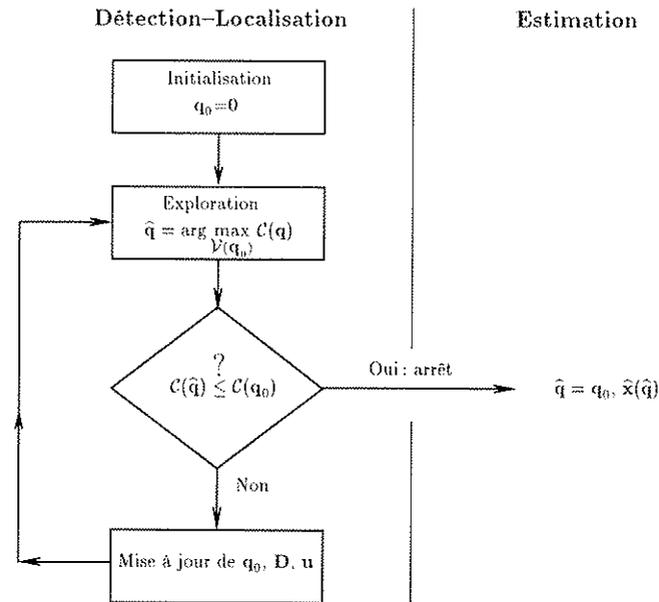 Détection–Localisation
Estimation
Initialisation
q₀=0
Exploration
q̂ = arg max C(q)
V(q₀)
?
C(q̂) ≤ C(q₀)
Oui : arrêt
q̂ = q₀, x̂(q̂)
Non
Mise à jour de q₀, D, u